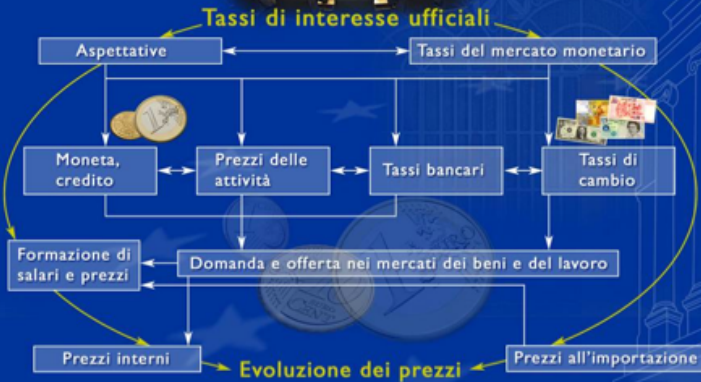 Tassi di interesse ufficiali
Aspettative
Tassi del mercato monetario
Moneta,
credito
Prezzi delle
attività
Tassi bancari
Tassi di
cambio
Formazione di
salari e prezzi
Domanda e offerta nei mercati dei beni e del lavoro
Prezzi interni
Evoluzione dei prezzi
Prezzi all'importazione